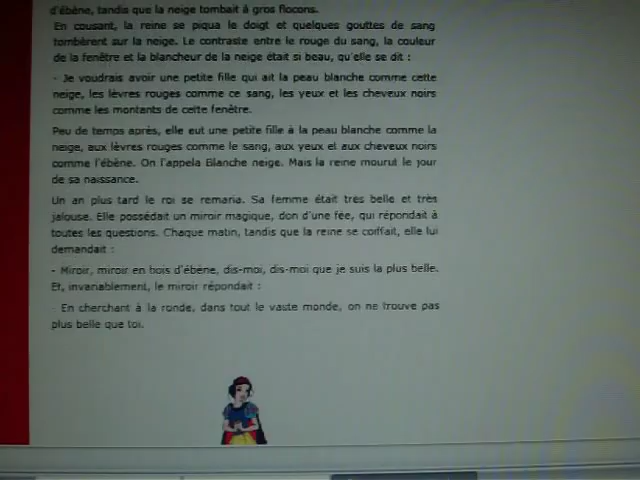 d'ébène, tandis que la neige tombait à gros flocons.
En cousant, la reine se piqua le doigt et quelques gouttes de sang
tombèrent sur la neige. Le contraste entre le rouge du sang, la couleur
de la fenêtre et la blancheur de la neige était si beau, qu'elle se dit :
- Je voudrais avoir une petite fille qui ait la peau blanche comme cette
neige, les lèvres rouges comme ce sang, les yeux et les cheveux noirs
comme les montants de cette fenêtre.
Peu de temps après, elle eut une petite fille à la peau blanche comme la
neige, aux lèvres rouges comme le sang, aux yeux et aux cheveux noirs
comme l'ébène. On l'appela Blanche neige. Mais la reine mourut le jour
de sa naissance.
Un an plus tard le roi se remaria. Sa femme était très belle et très
jalouse. Elle possédait un miroir magique, don d'une fée, qui répondait à
toutes les questions. Chaque matin, tandis que la reine se coiffait, elle lui
demandait :
- Miroir, miroir en bois d'ébène, dis-moi, dis-moi que je suis la plus belle.
Et, invariablement, le miroir répondait :
- En cherchant à la ronde, dans tout le vaste monde, on ne trouve pas
plus belle que toi.